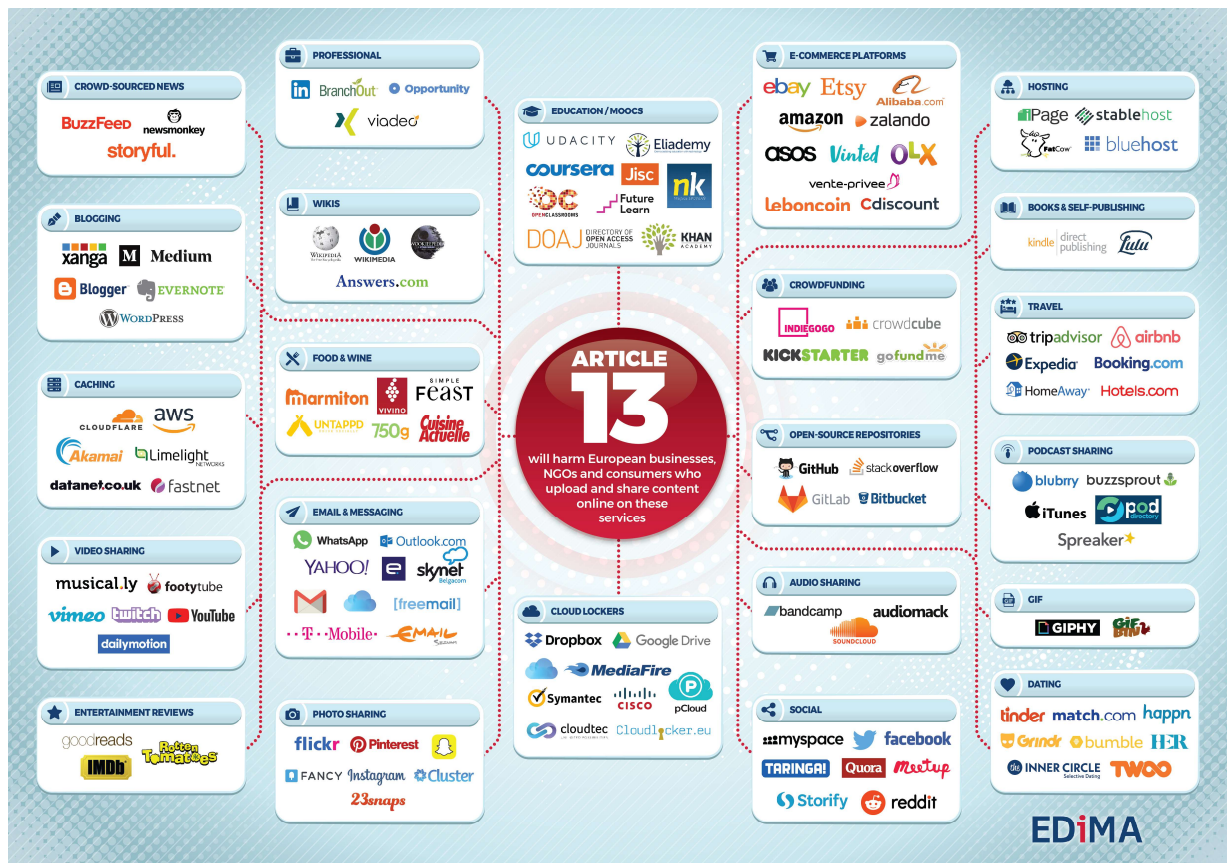 CROWD-SOURCED NEWS
BuzzFeed
newsmonkey
storyful.
BLOGGING
xanga
M Medium
Blogger
EVERNOTE
WordPress
CACHING
CLOUDFLARE
aws
Akamai
Limelight
NETWORKS
datanet.co.uk
fastnet
VIDEO SHARING
musical.ly
footytube
vimeo
twitch
YouTube
dailymotion
ENTERTAINMENT REVIEWS
goodreads
Rotten
Tomatoes
IMDb
PROFESSIONAL
in
BranchOut
Opportunity
viadeo
WIKIS
WIKIPEDIA
WIKIMEDIA
WOOKIEEPEDIA
Answers.com
FOOD & WINE
marmiton
VIVINO
SIMPLE
FEAST
UNTAPPD
750g
Cuisine
Actuelle
EMAIL & MESSAGING
WhatsApp
Outlook.com
YAHOO!
e
skynet
Belgacom
[freemail]
T Mobile
EMAIL
PHOTO SHARING
flickr
Pinterest
FANCY
Instagram
Cluster
23snaps
EDUCATION / MOOCS
UDACITY
Eliademy
coursera
Jisc
nk
OC
OPENCLASSROOMS
Future
Learn
DOAJ
DIRECTORY OF
OPEN ACCESS
JOURNALS
KHAN
ACADEMY
ARTICLE
13
will harm European businesses,
NGOs and consumers who
upload and share content
online on these
services
CLOUD LOCKERS
Dropbox
Google Drive
MediaFire
Symantec
CISCO
P
pCloud
cloudtec
Cloudlocker.eu
E-COMMERCE PLATFORMS
ebay
Etsy
Alibaba.com
amazon
zalando
asos
Vinted
OLX
vente-privee
Leboncoin
Cdiscount
CROWDFUNDING
INDIEGOGO
crowdcube
KICKSTARTER
gofundme
OPEN-SOURCE REPOSITORIES
GitHub
stackoverflow
GitLab
Bitbucket
AUDIO SHARING
bandcamp
audiomack
SOUNDCLOUD
SOCIAL
myspace
facebook
TARINGA!
Quora
Meetup
Storify
reddit
HOSTING
iPage
stablehost
FatCow
bluehost
BOOKS & SELF-PUBLISHING
kindle
direct
publishing
Lulu
TRAVEL
tripadvisor
airbnb
Expedia
Booking.com
HomeAway
Hotels.com
PODCAST SHARING
blubrry
buzzsprout
iTunes
pod
directory
Spreaker
GIF
GIPHY
GIF
BIN
DATING
tinder
match.com
happn
Grindr
bumble
HER
the INNER CIRCLE
Selective Dating
TWOO
EDiMA